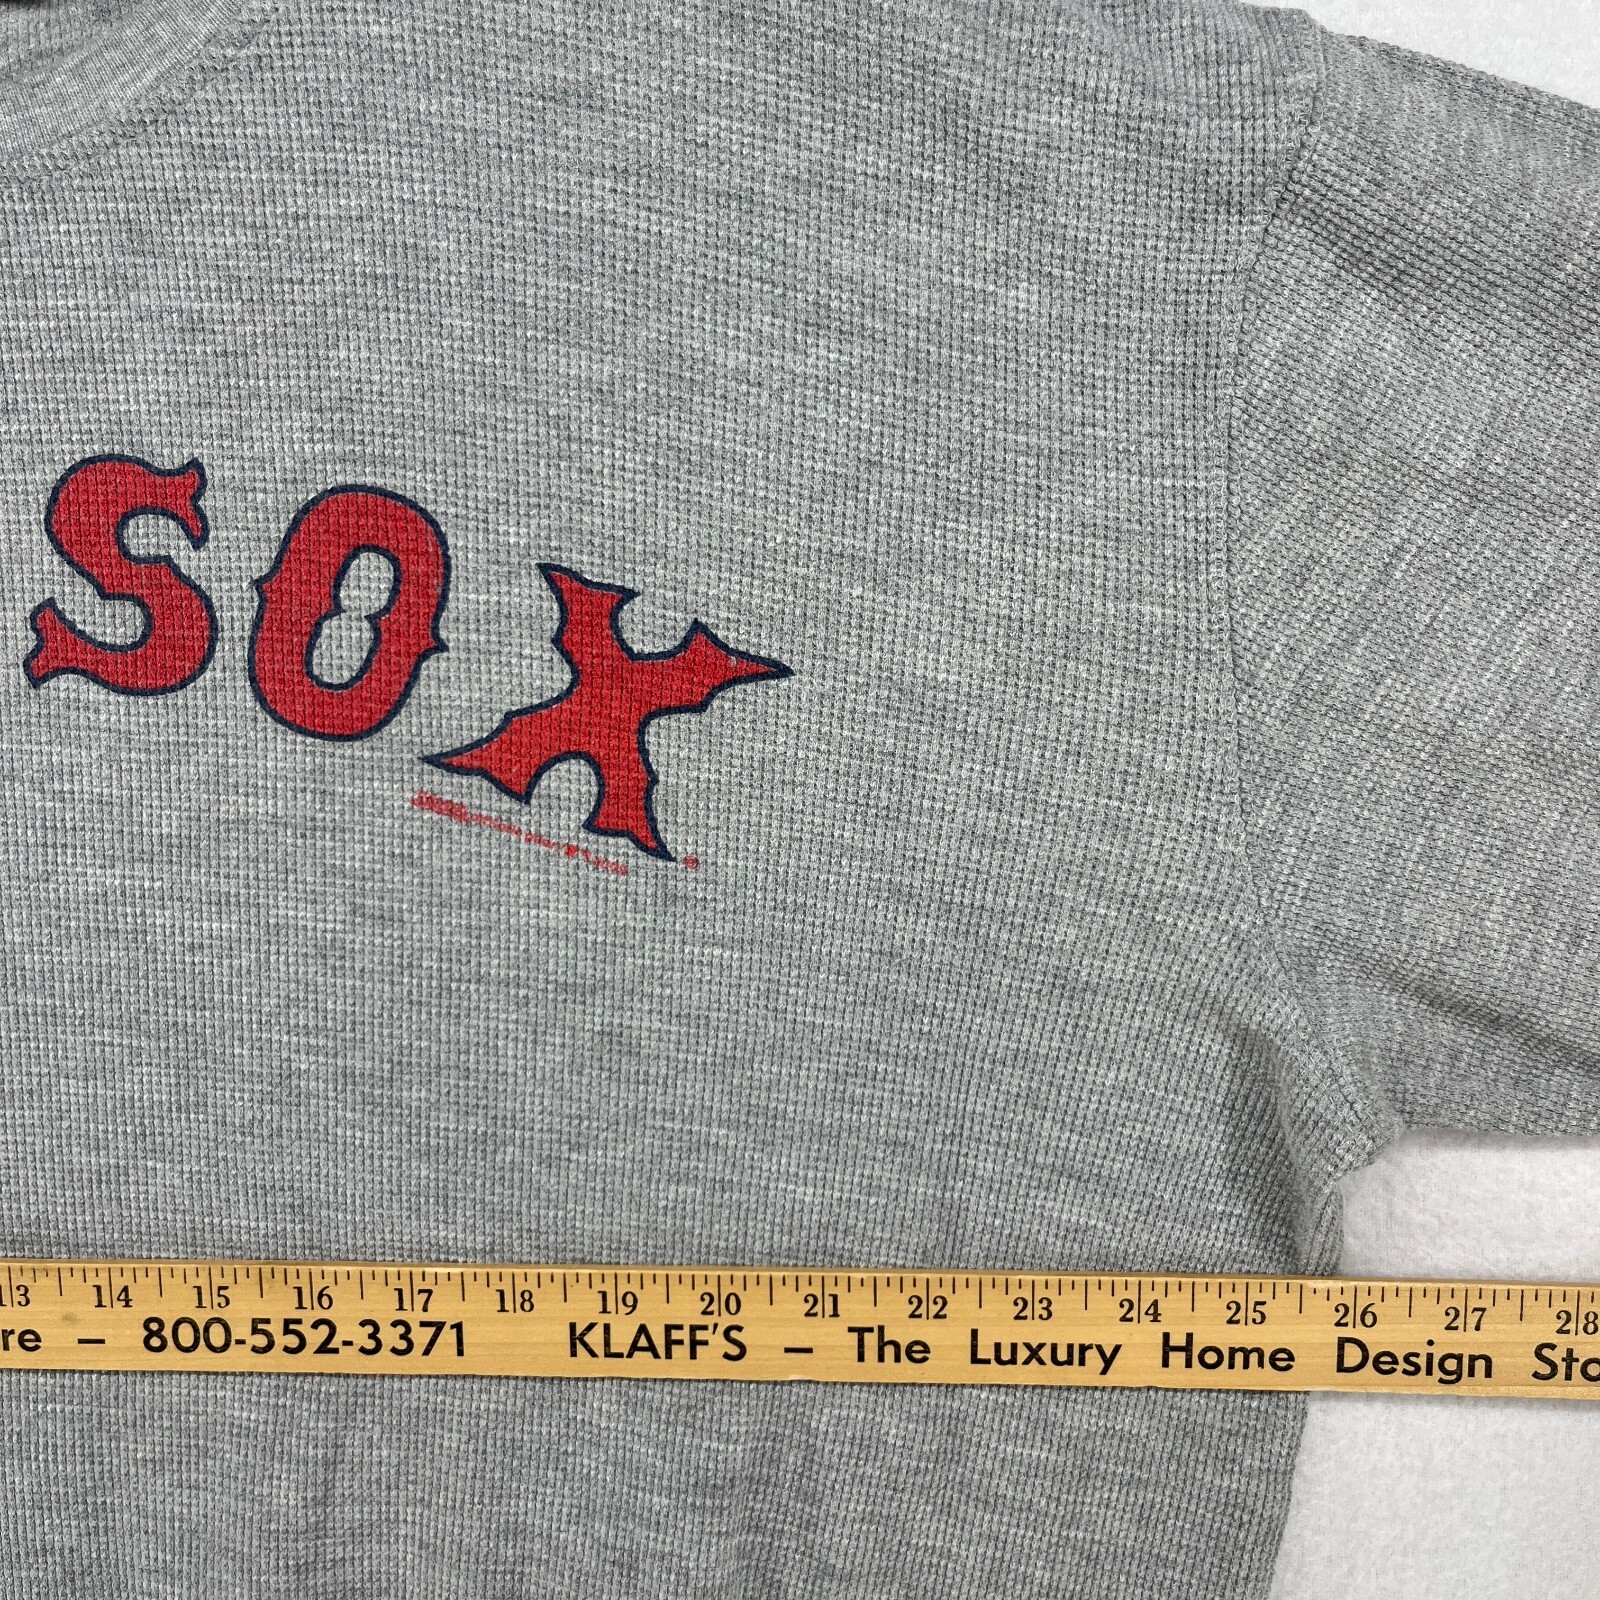 SOX
®
13 14 15 16 17 18 19 20 21 22 23 24 25 26 27 28
re – 800-552-3371 KLAFF'S – The Luxury Home Design Sto